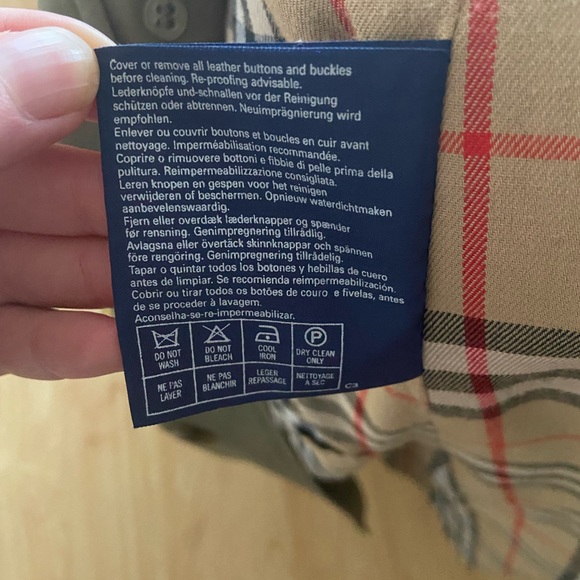 Cover or remove all leather buttons and buckles
before cleaning. Re-proofing advisable.
Lederknöpfe und-schnallen vor der Reinigung
schützen oder abtrennen. Neuimprägnierung wird
empfohlen.
Enlever ou couvrir boutons et boucles en cuir avant
nettoyage. Imperméabilisation recommandée.
Coprire o rimuovere bottoni e fibbie di pelle prima della
pulitura. Reimpermeabilizzazione consigliata.
Leren knopen en gespen voor het reinigen
verwijderen of beschermen. Opnieuw waterdichtmaken
aanbevelenswaardig.
Fjern eller overdæk læderknapper og spænder
før rensning. Genimpregnering tillrådlig.
Avlagsna eller övertäck skinnknappar och spännen
före rengöring. Genimpregnering tillrådelig.
Tapar o quintar todos los botones y hebillas de cuero
antes de limpiar. Se recomienda reimpermeabilización.
Cobrir ou tirar todos os botões de couro e fivelas, antes
de se proceder à lavagem.
Aconselha-se-re-impermeabilizar.
P
DO NOT
WASH
DO NOT
BLEACH
COOL
IRON
DRY CLEAN
ONLY
NE PAS
LAVER
NE PAS
BLANCHIR
LEGER
REPASSAGE
NETTOYAGE
A SEC